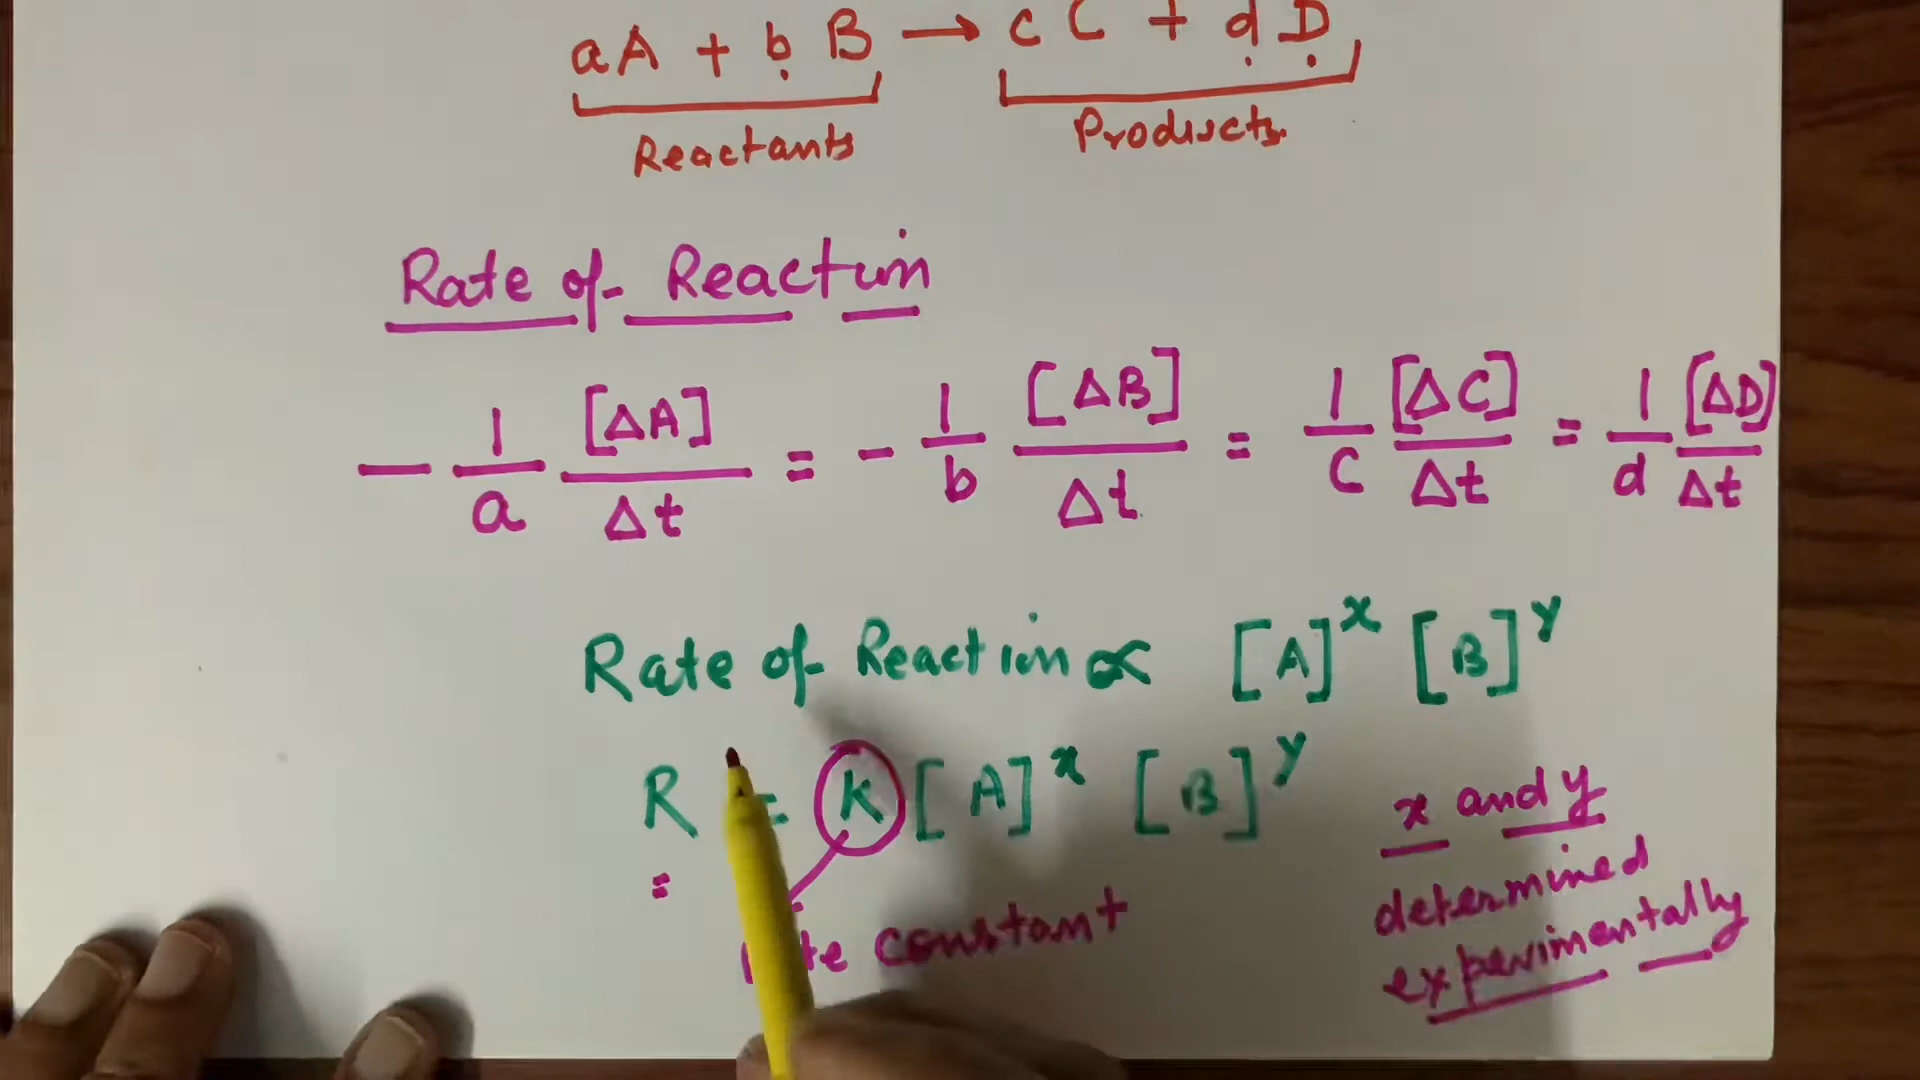 aA + bB → cC + dD
Reactants Products.
Rate of Reaction
- 1/a [ΔA]/Δt = - 1/b [ΔB]/Δt = 1/c [ΔC]/Δt = 1/d [ΔD]/Δt
Rate of Reaction ∝ [A]^x [B]^y
R = k [A]^x [B]^y
x and y
=
determined
constant
experimentally